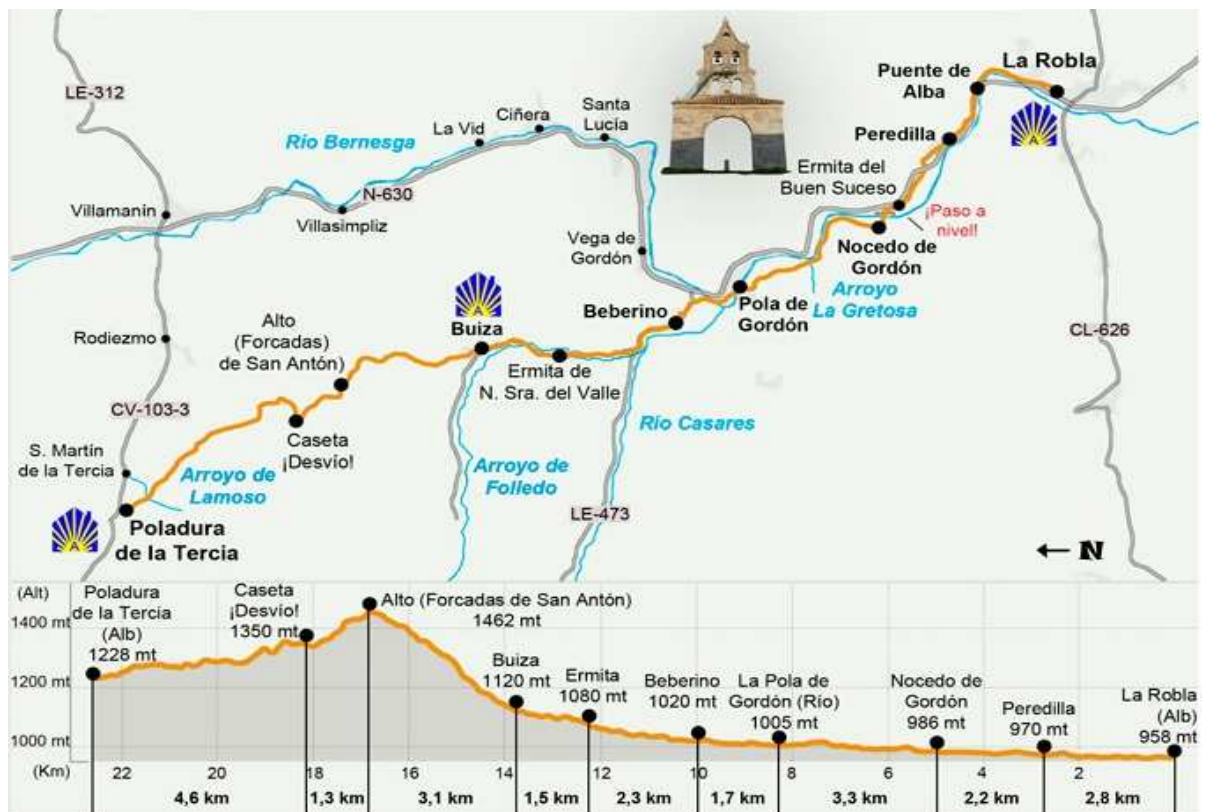 LE-312
Río Bernesga
La Vid
Ciñera
Santa
Lucía
N-630
Villamanín
Villasimpliz
Vega de
Gordón
Puente de
Alba
La Robla
A
Peredilla
Ermita del
Buen Suceso
¡Paso a
nivel!
Nocedo de
Gordón
Arroyo
La Gretosa
Pola de
Gordón
Beberino
A
Buiza
Ermita de
N. Sra. del Valle
Alto
(Forcadas)
de San Antón)
Rodiezmo
CV-103-3
Caseta
¡Desvío!
S. Martín
de la Tercia
Arroyo de
Lamoso
A
Poladura
de la Tercia
Arroyo de
Folledo
Río Casares
LE-473
CL-626
N
(Alt)
1400 mt
1200 mt
1000 mt
(Km)
Poladura
de la Tercia
(Alb)
1228 mt
Caseta
¡Desvío!
1350 mt
Alto (Forcadas de San Antón)
1462 mt
Buiza
1120 mt
Ermita
1080 mt
Beberino
1020 mt
La Pola de
Gordón (Río)
1005 mt
Nocedo de
Gordón
986 mt
Peredilla
970 mt
La Robla
(Alb)
958 mt
22 20 18 16 14 12 10 8 6 4 2
4,6 km 1,3 km 3,1 km 1,5 km 2,3 km 1,7 km 3,3 km 2,2 km 2,8 km